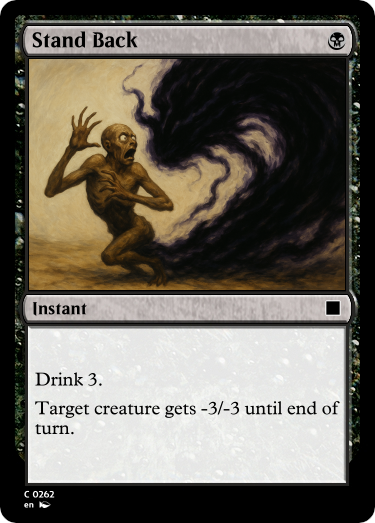 Stand Back
Instant
Drink 3.
Target creature gets -3/-3 until end of
turn.
C 0262
en